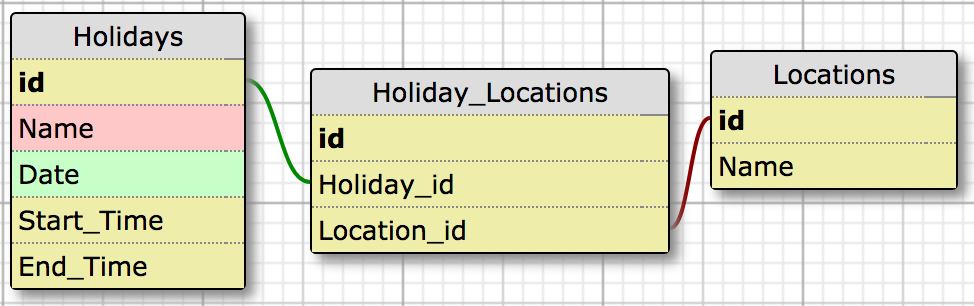 Holidays
id
Name
Date
Start_Time
End_Time
Holiday_Locations
id
Holiday_id
Location_id
Locations
id
Name